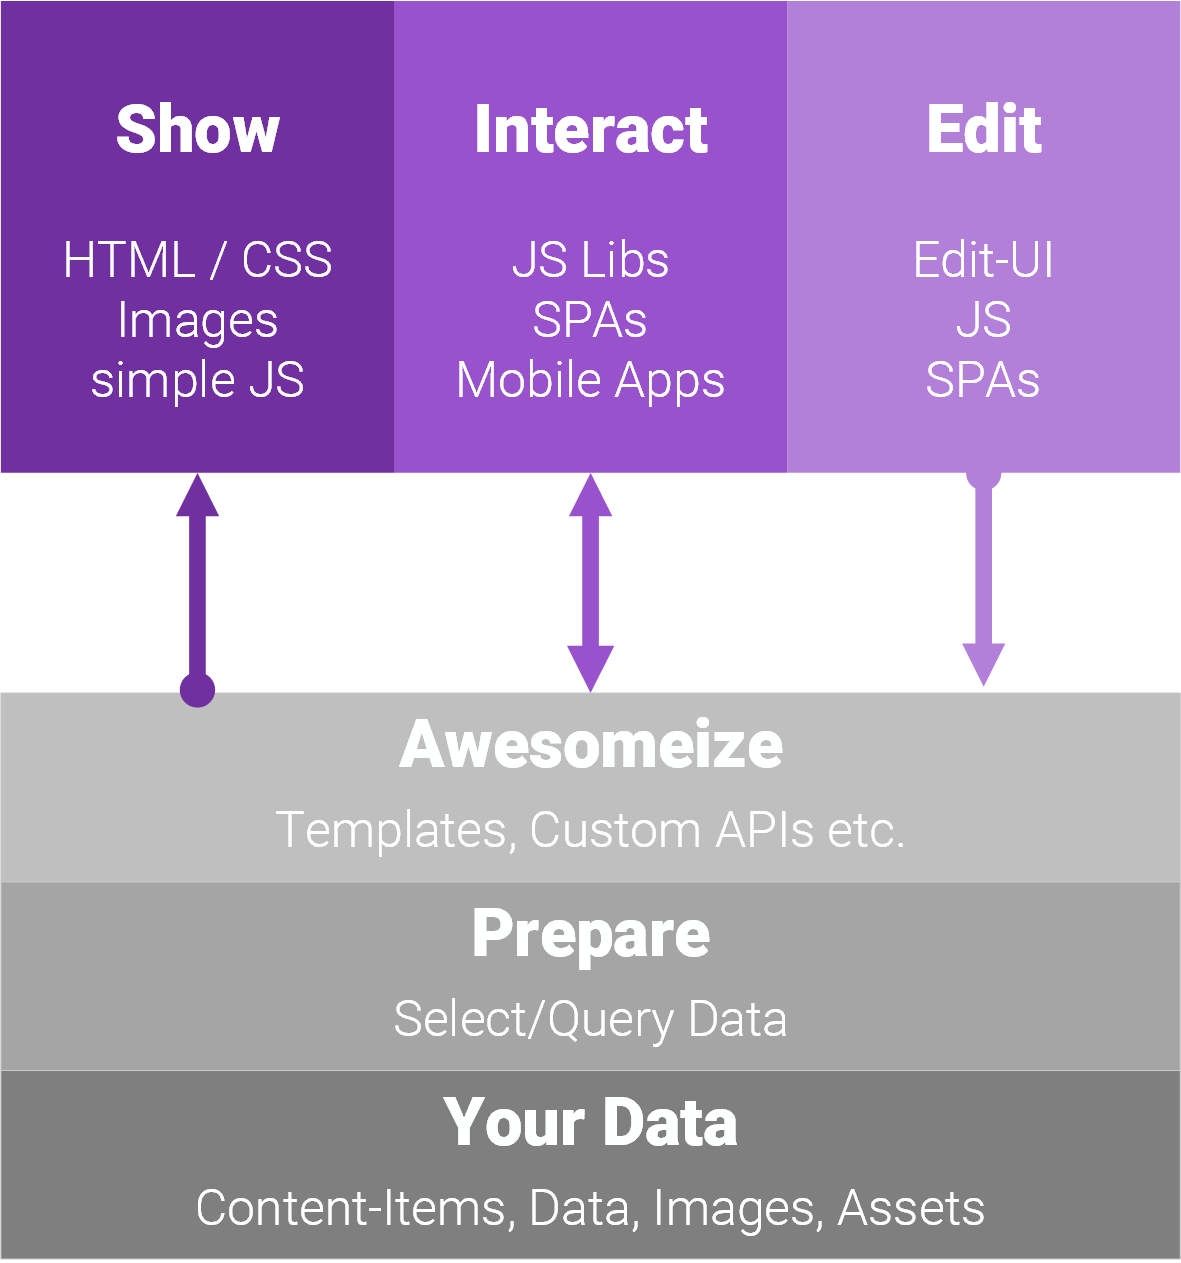 Show
HTML / CSS
Images
simple JS
Interact
JS Libs
SPAs
Mobile Apps
Edit
Edit-UI
JS
SPAs
Awesomeize
Templates, Custom APIs etc.
Prepare
Select/Query Data
Your Data
Content-Items, Data, Images, Assets